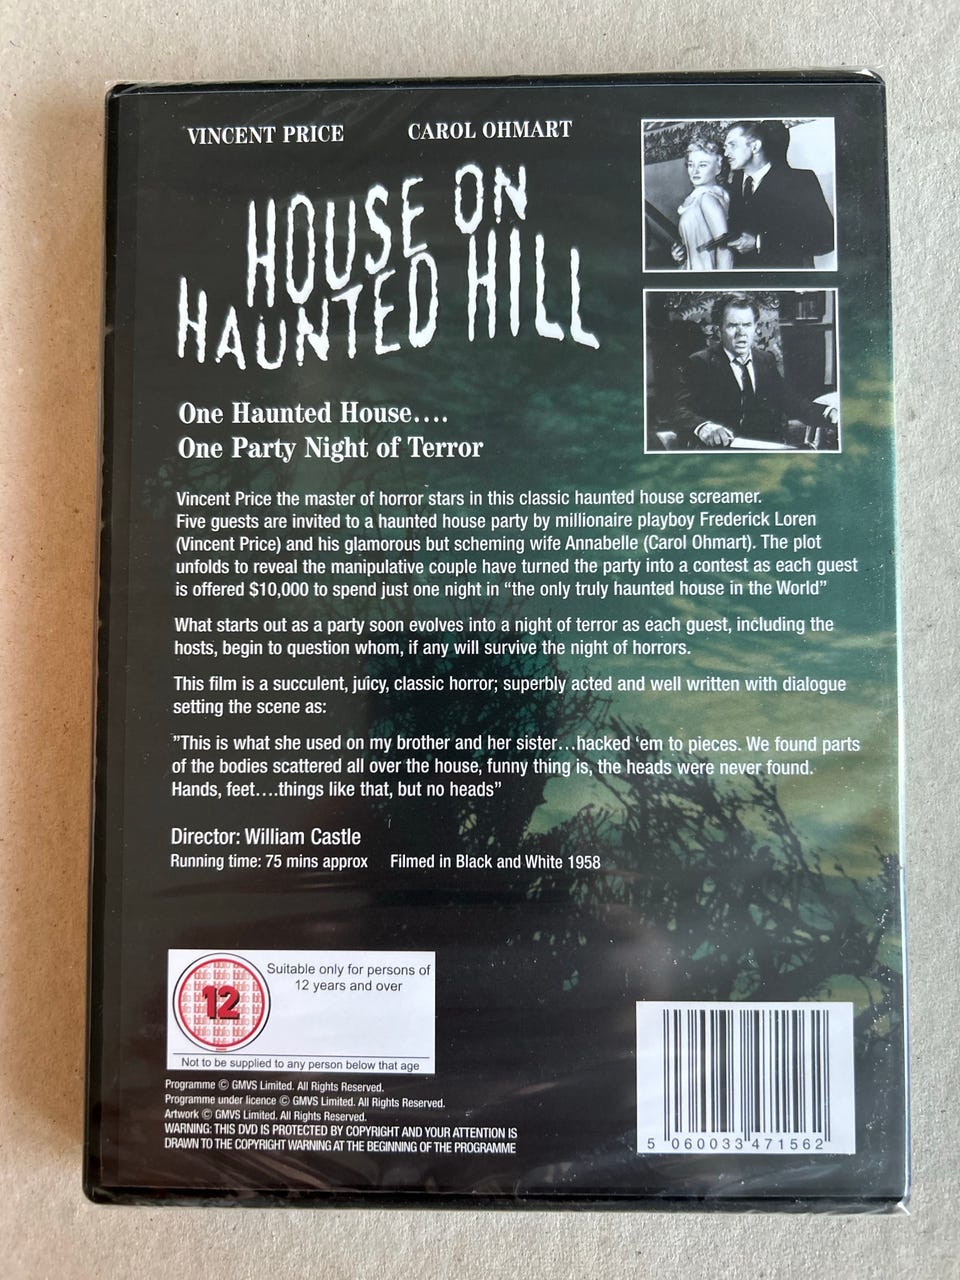 VINCENT PRICE CAROL OHMART
HOUSE ON
HAUNTED HILL
One Haunted House....
One Party Night of Terror
Vincent Price the master of horror stars in this classic haunted house screamer.
Five guests are invited to a haunted house party by millionaire playboy Frederick Loren
(Vincent Price) and his glamorous but scheming wife Annabelle (Carol Ohmart). The plot
unfolds to reveal the manipulative couple have turned the party into a contest as each guest
is offered $10,000 to spend just one night in “the only truly haunted house in the World”
What starts out as a party soon evolves into a night of terror as each guest, including the
hosts, begin to question whom, if any will survive the night of horrors.
This film is a succulent, juicy, classic horror; superbly acted and well written with dialogue
setting the scene as:
”This is what she used on my brother and her sister...hacked ‘em to pieces. We found parts
of the bodies scattered all over the house, funny thing is, the heads were never found.
Hands, feet....things like that, but no heads”
Director: William Castle
Running time: 75 mins approx Filmed in Black and White 1958
12
Suitable only for persons of
12 years and over
Not to be supplied to any person below that age
Programme © GMVS Limited. All Rights Reserved.
Programme under licence © GMVS Limited. All Rights Reserved.
Artwork © GMVS Limited. All Rights Reserved.
WARNING: THIS DVD IS PROTECTED BY COPYRIGHT AND YOUR ATTENTION IS
DRAWN TO THE COPYRIGHT WARNING AT THE BEGINNING OF THE PROGRAMME
5 060033 471562